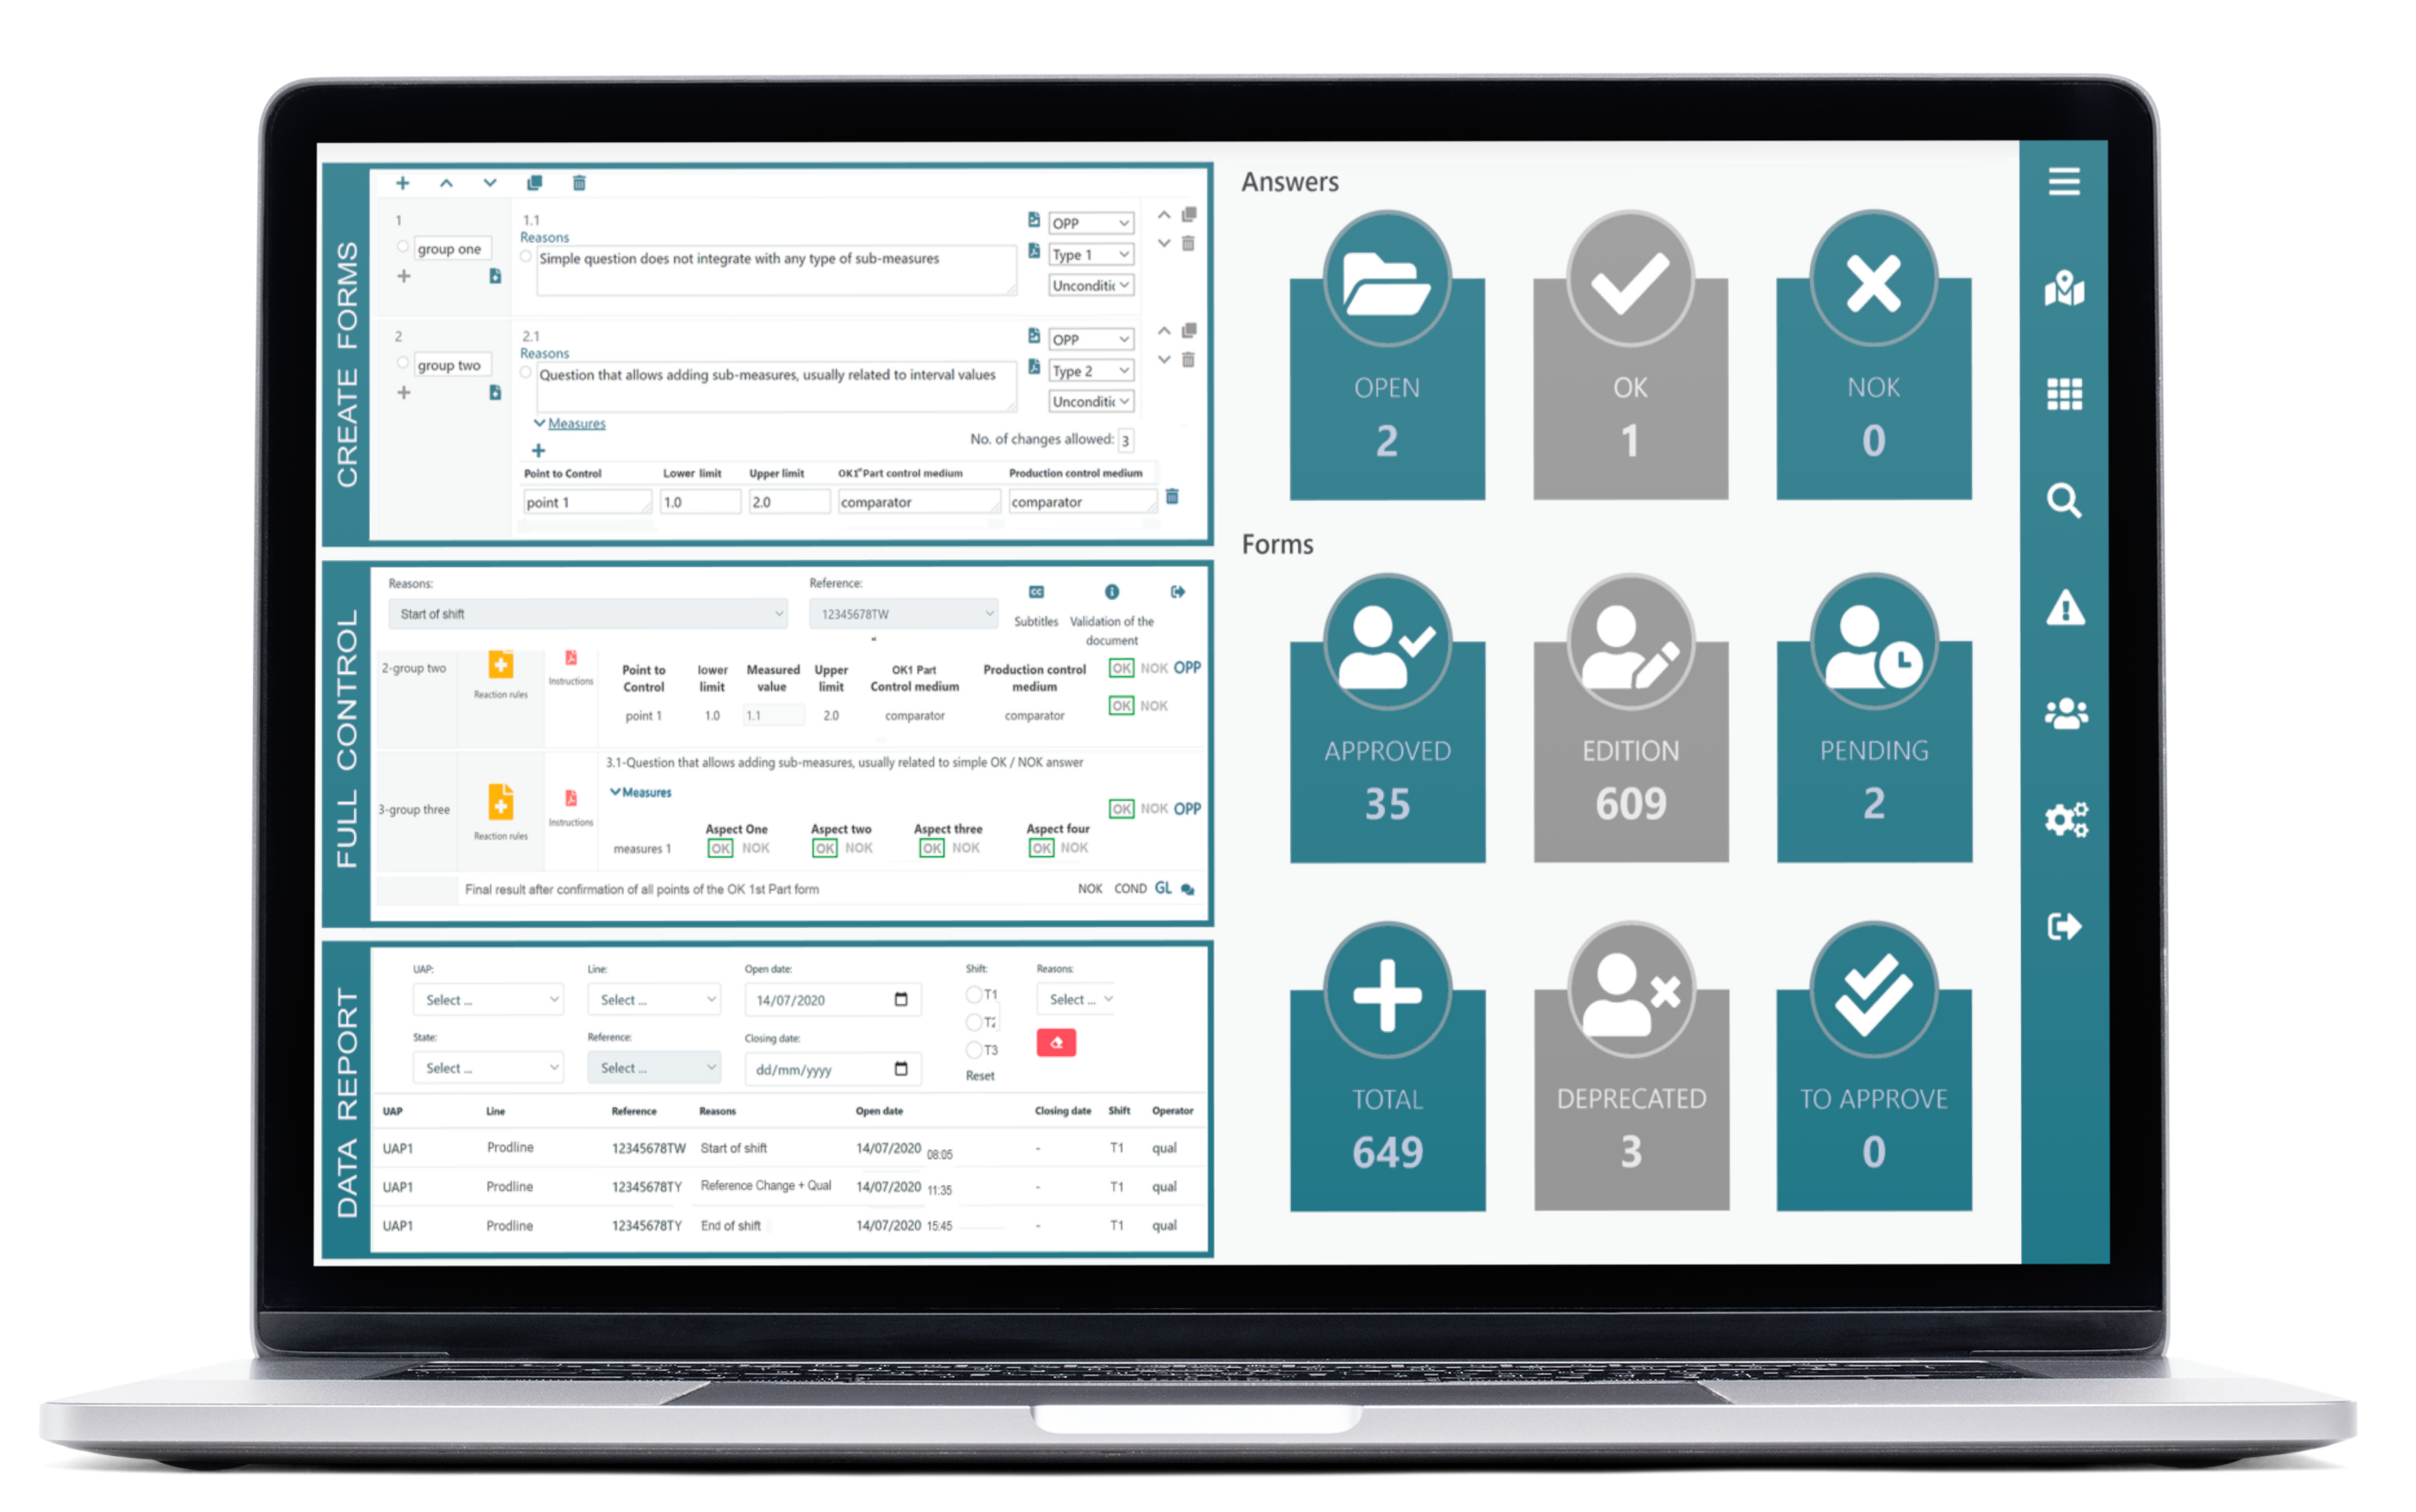 CREATE FORMS
1
group one
1.1
Reasons
Simple question does not integrate with any type of sub-measures
OPP
Type 1
Unconditic
2
group two
2.1
Reasons
Question that allows adding sub-measures, usually related to interval values
OPP
Type 2
Unconditic
Measures
No. of changes allowed: 3
Point to Control Lower limit Upper limit OK1ª Part control medium Production control medium
point 1 1.0 2.0 comparator comparator
FULL CONTROL
Reasons: Reference:
Start of shift 12345678TW
Subtitles Validation of the
document
2-group two
Reaction rules
Instructions
Point to lower Measured Upper OK1 Part Production control
Control limit value limit Control medium medium
OK NOK OPP
point 1 1.0 1.1 2.0 comparator comparator
OK NOK
3.1-Question that allows adding sub-measures, usually related to simple OK / NOK answer
Measures
3-group three
Reaction rules
Instructions
OK NOK OPP
Aspect One Aspect two Aspect three Aspect four
measures 1 OK NOK OK NOK OK NOK OK NOK
Final result after confirmation of all points of the OK 1st Part form NOK COND GL
DATA REPORT
UAP: Line: Open date: Shift: Reasons:
Select ... Select ... 14/07/2020 T1 Select ...
T2
State: Reference: Closing date:
T3
Select ... Select ... dd/mm/yyyy
Reset
UAP Line Reference Reasons Open date Closing date Shift Operator
UAP1 Prodline 12345678TW Start of shift 14/07/2020 08:05 - T1 qual
UAP1 Prodline 12345678TY Reference Change + Qual 14/07/2020 11:35 - T1 qual
UAP1 Prodline 12345678TY End of shift 14/07/2020 15:45 - T1 qual
Answers
OPEN OK NOK
2 1 0
Forms
APPROVED EDITION PENDING
35 609 2
TOTAL DEPRECATED TO APPROVE
649 3 0